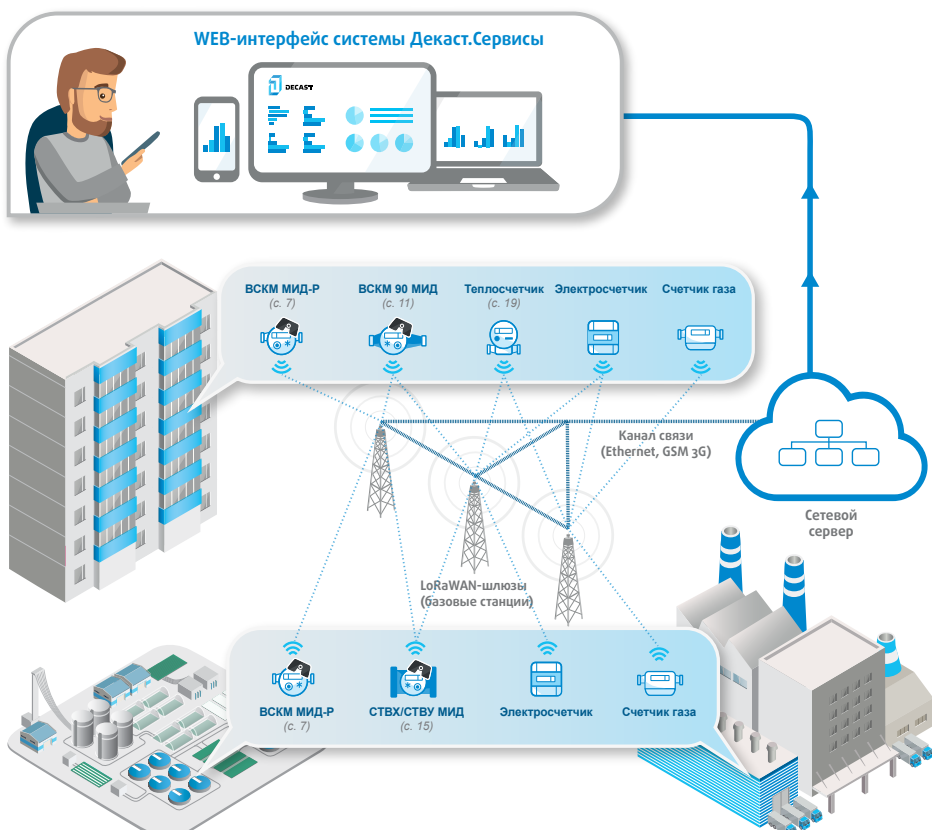 WEB-интерфейс системы Декаст.Сервисы
DECAST
ВСКМ МИД-Р
(с. 7)
ВСКМ 90 МИД
(с. 11)
Теплосчетчик
(с. 19)
Электросчетчик
Счетчик газа
Канал связи
(Ethernet, GSM 3G)
Сетевой
сервер
LoRaWAN-шлюзы
(базовые станции)
ВСКМ МИД-Р
(с. 7)
СТВХ/СТВУ МИД
(с. 15)
Электросчетчик
Счетчик газа